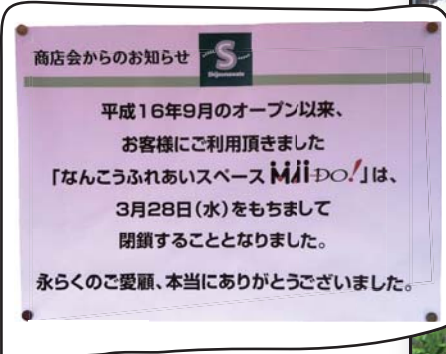 商店会からのお知らせ
S
Shijonawate
平成16年9月のオープン以来、
お客様にご利用頂きました
「なんこうふれあいスペース MAIDO!」は、
3月28日(水)をもちまして
閉鎖することとなりました。
永らくのご愛顧、本当にありがとうございました。